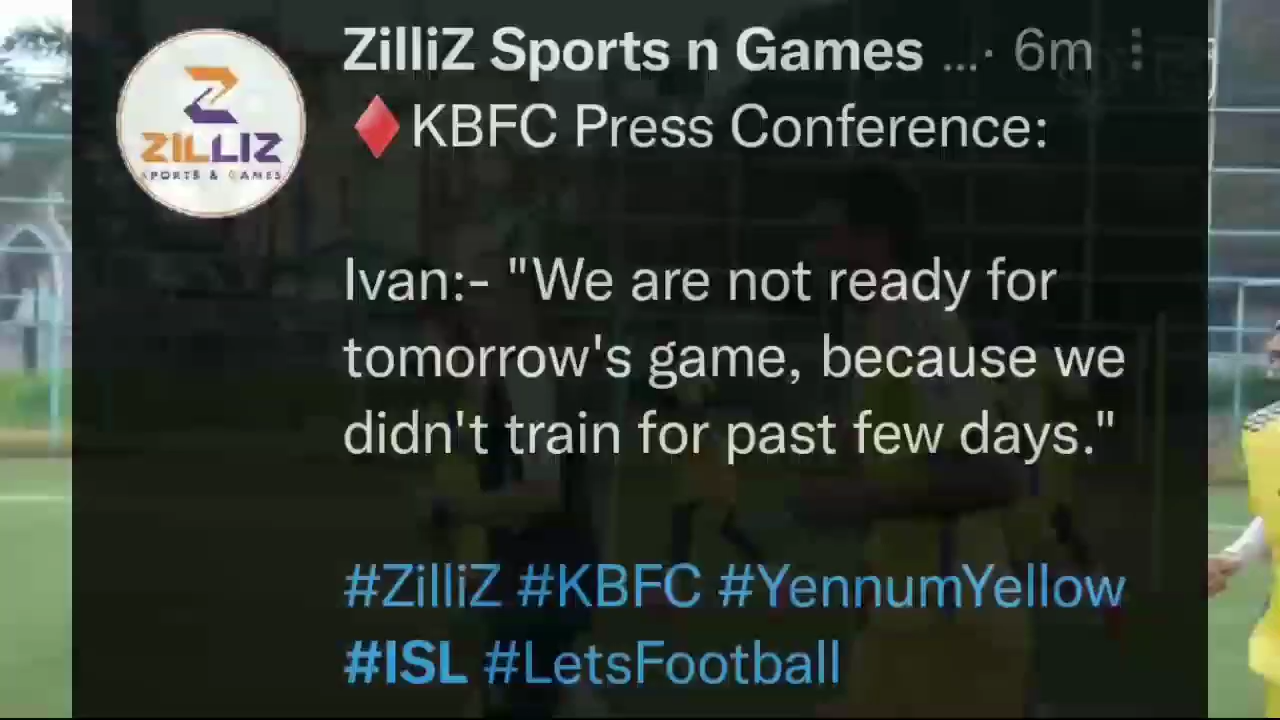 ZilliZ Sports n Games ...· 6m
Z
ZILLIZ
SPORTS & GAMES
♦️KBFC Press Conference:
Ivan:- "We are not ready for
tomorrow's game, because we
didn't train for past few days."
#ZilliZ #KBFC #YennumYellow
#ISL #LetsFootball